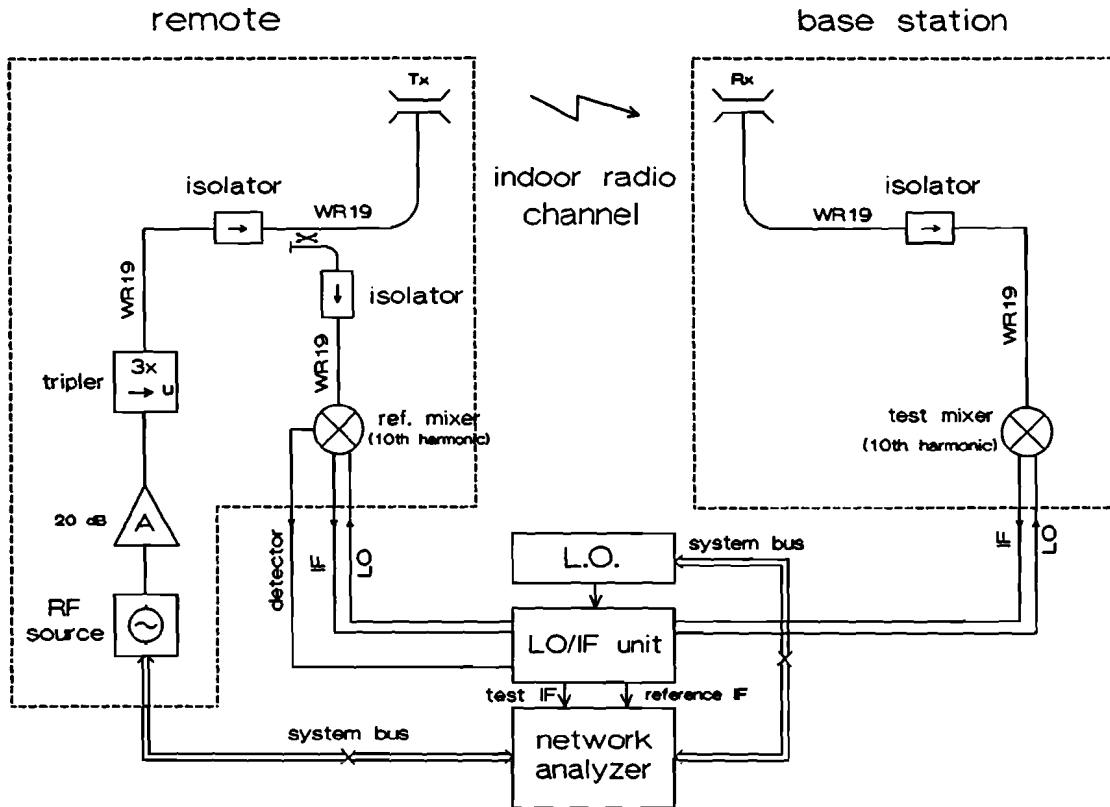 remote
base station
Tx
Rx
isolator
WR19
indoor radio
channel
isolator
WR19
isolator
WR19
WR19
WR19
tripler
3x
u
ref. mixer
(10th harmonic)
test mixer
(10th harmonic)
20 dB
A
detector
IF
LO
L.O.
system bus
IF
LO
RF
source
LO/IF unit
test IF
reference IF
system bus
network
analyzer